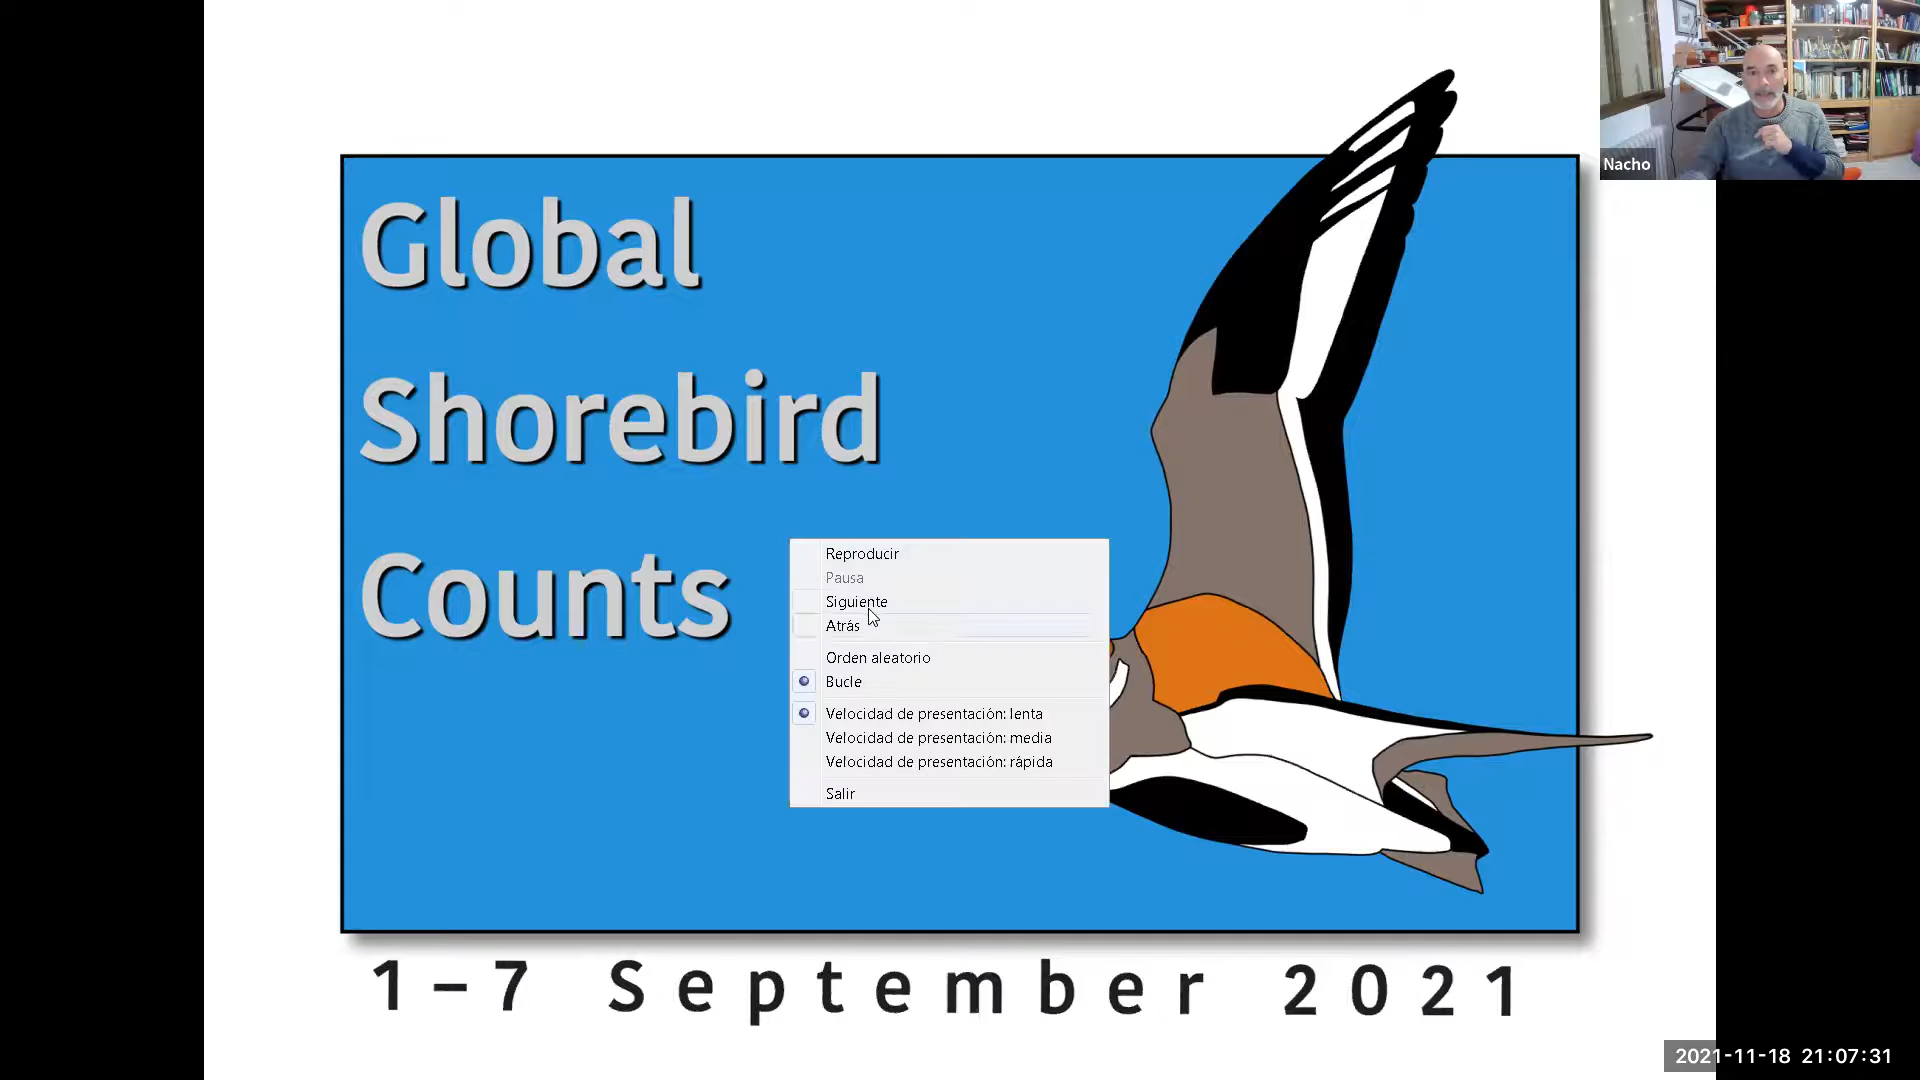 Nacho
Global
Shorebird
Counts
Reproducir
Pausa
Siguiente
Atrás
Orden aleatorio
Bucle
Velocidad de presentación: lenta
Velocidad de presentación: media
Velocidad de presentación: rápida
Salir
1-7 September 2021
2021-11-18 21:07:31